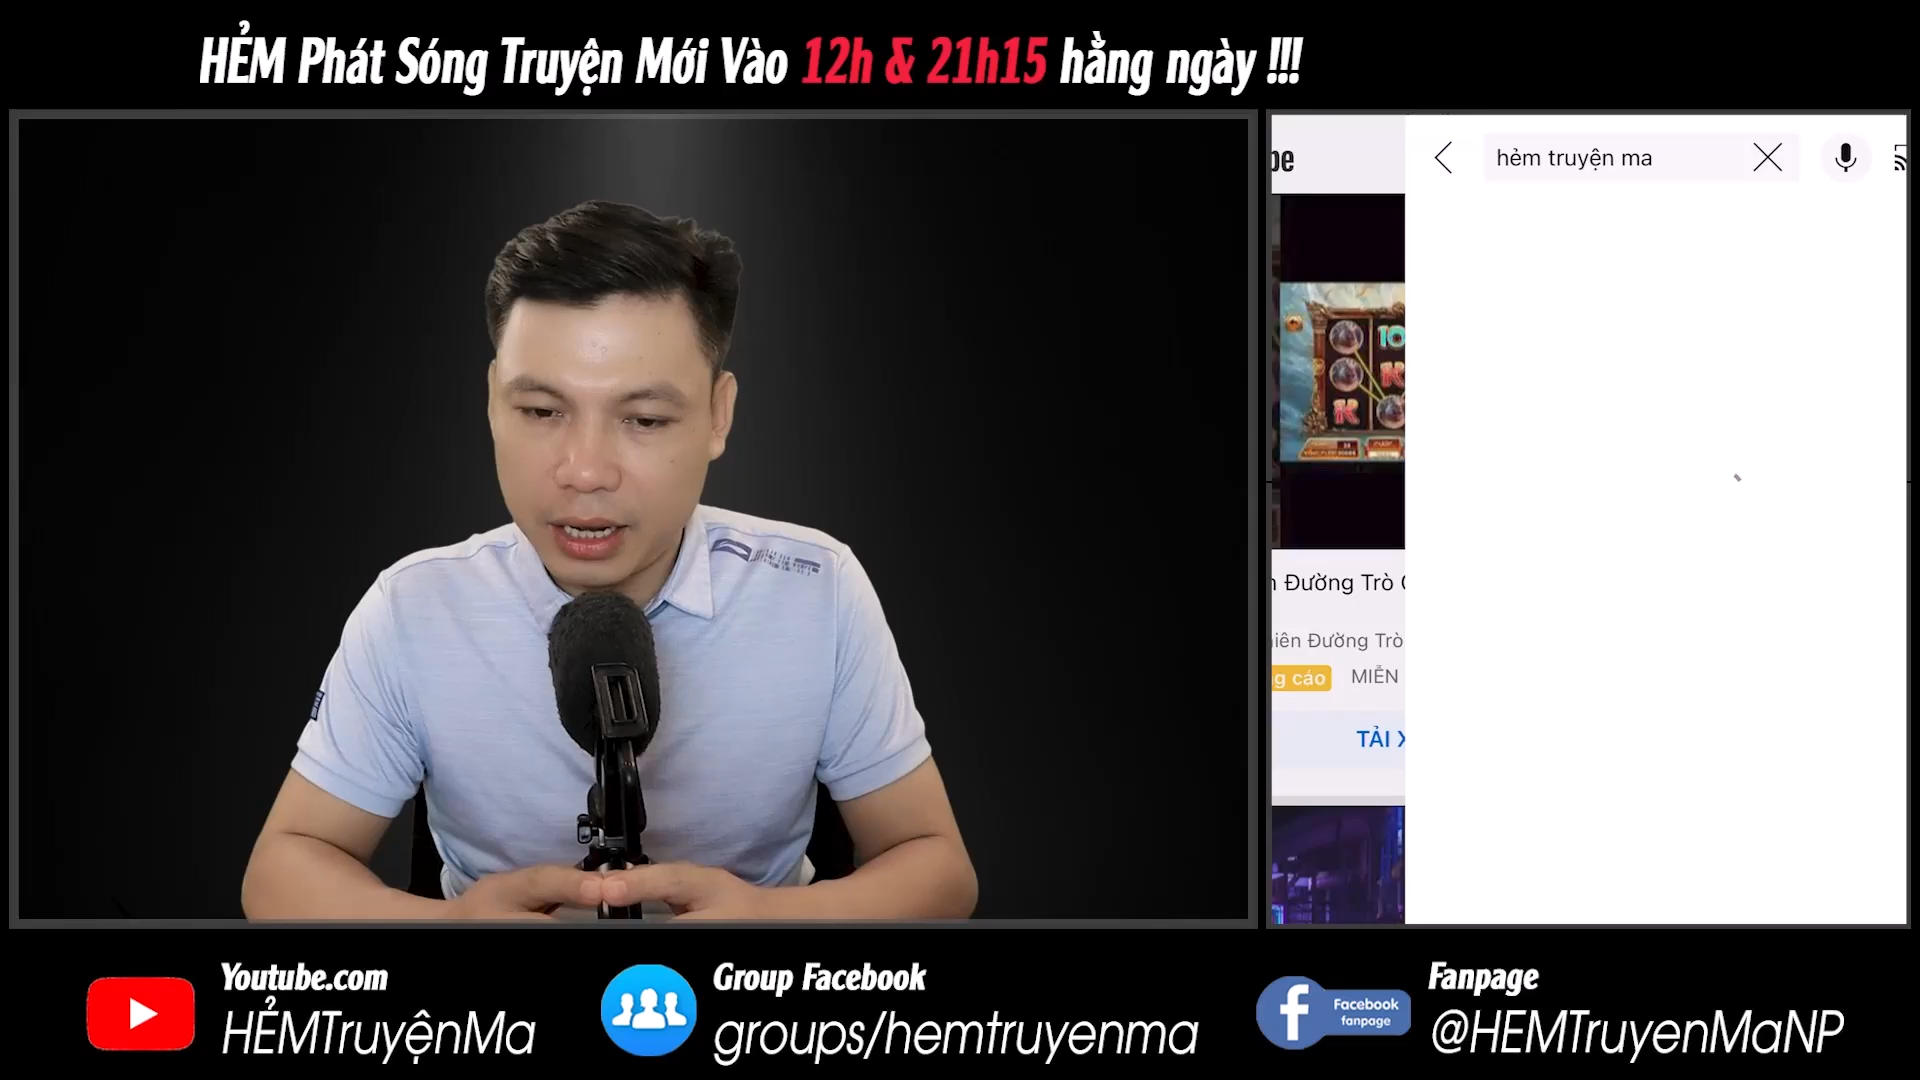 HẺM Phát Sóng Truyện Mới Vào 12h & 21h15 hằng ngày !!!
hẻm truyện ma
Đường Trò
Đường Trò
g cáo MIỄN
TẢI
Youtube.com
HẺMTruyệnMa
Group Facebook
groups/hemtruyenma
Facebook
fanpage
Fanpage
@HEMTruyenMaNP